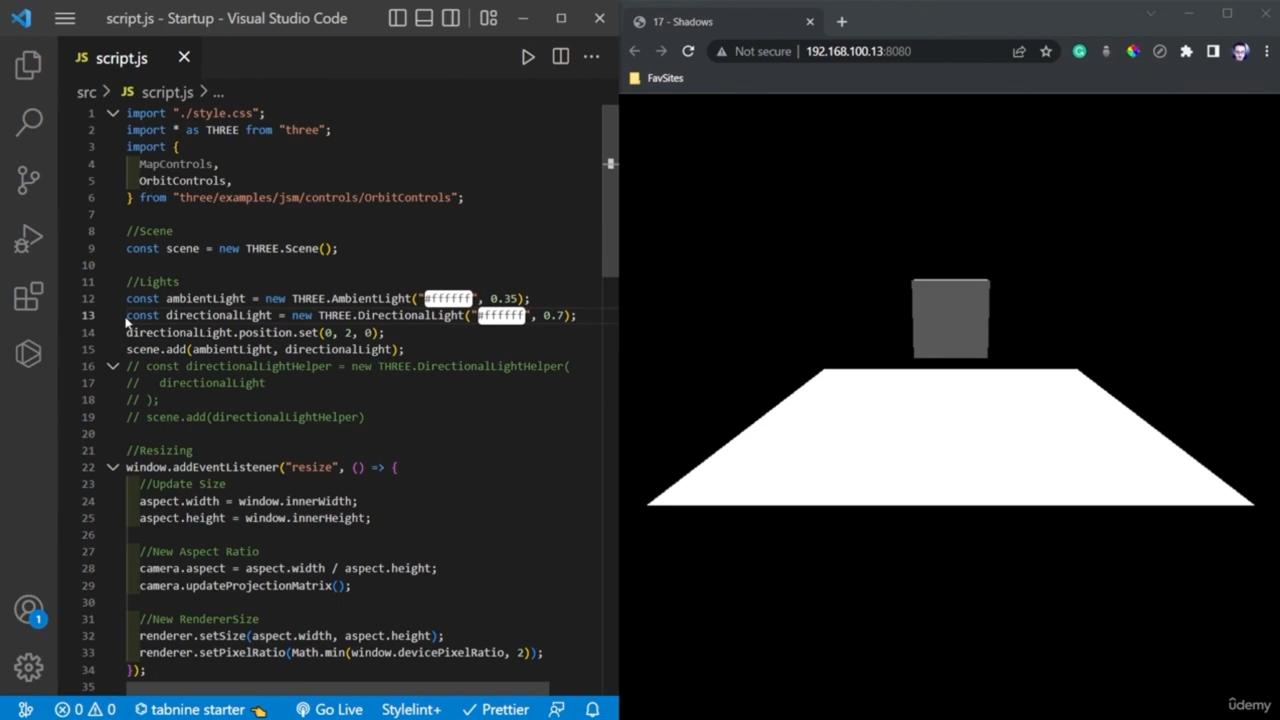 script.js - Startup - Visual Studio Code
JS script.js
src > JS script.js > ...
1 import "./style.css";
2 import * as THREE from "three";
3 import {
4 MapControls,
5 OrbitControls,
6 } from "three/examples/jsm/controls/OrbitControls";
7
8 //Scene
9 const scene = new THREE.Scene();
10
11 //Lights
12 const ambientLight = new THREE.AmbientLight("#ffffff", 0.35);
13 const directionalLight = new THREE.DirectionalLight("#ffffff", 0.7);
14 directionalLight.position.set(0, 2, 0);
15 scene.add(ambientLight, directionalLight);
16 // const directionalLightHelper = new THREE.DirectionalLightHelper(
17 // directionalLight
18 // );
19 // scene.add(directionalLightHelper)
20
21 //Resizing
22 window.addEventListener("resize", () => {
23 //Update Size
24 aspect.width = window.innerWidth;
25 aspect.height = window.innerHeight;
26
27 //New Aspect Ratio
28 camera.aspect = aspect.width / aspect.height;
29 camera.updateProjectionMatrix();
30
31 //New RendererSize
32 renderer.setSize(aspect.width, aspect.height);
33 renderer.setPixelRatio(Math.min(window.devicePixelRatio, 2));
34 });
35
1
0 0 tabnine starter Go Live Stylelint+ Prettier
17 - Shadows
Not secure | 192.168.100.13:8080
FavSites
ûdemy